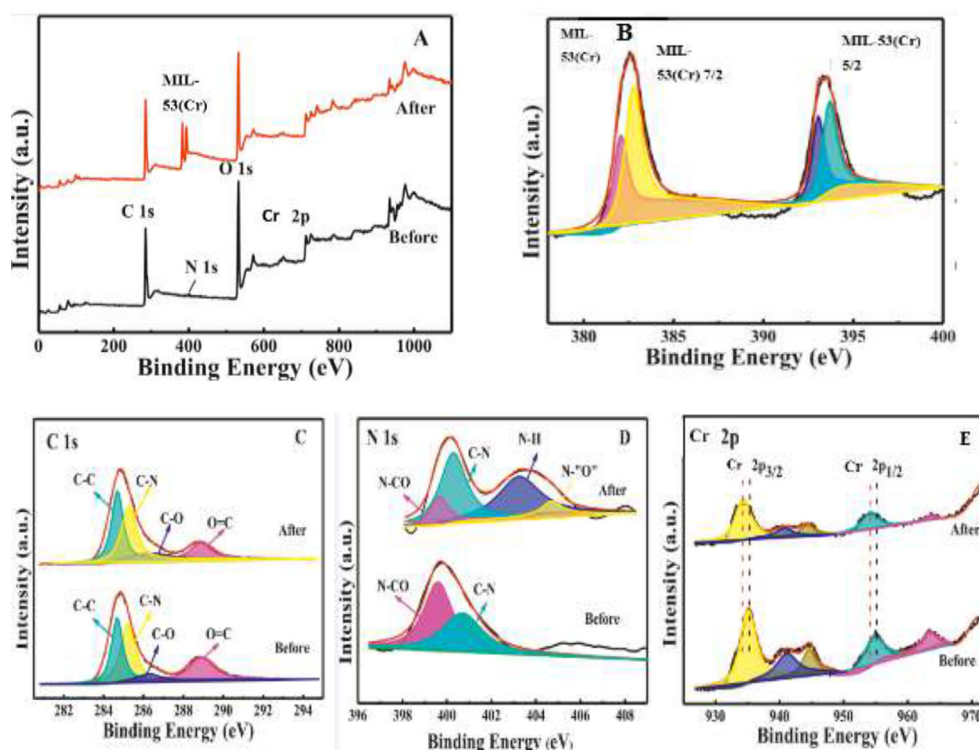 A
MIL-
53(Cr)
After
O 1s
C 1s
Cr 2p
N 1s
Before
Intensity (a.u.)
0 200 400 600 800 1000
Binding Energy (eV)
B
MIL-
53(Cr)
MIL-
53(Cr) 7/2
MIL-53(Cr)
5/2
Intensity (a.u.)
380 385 390 395 400
Binding Energy (eV)
C 1s
C
C-C
C-N
C-O
O=C
After
C-C
C-N
C-O
O=C
Before
Intensity (a.u.)
282 284 286 288 290 292 294
Binding Energy (eV)
N 1s
D
N-H
C-N
N-"O"
N-CO
After
N-CO
C-N
Before
Intensity (a.u.)
396 398 400 402 404 406 408
Binding Energy (eV)
Cr 2p
E
Cr 2p3/2
Cr 2p1/2
After
Before
Intensity (a.u.)
930 940 950 960 970
Binding Energy (eV)